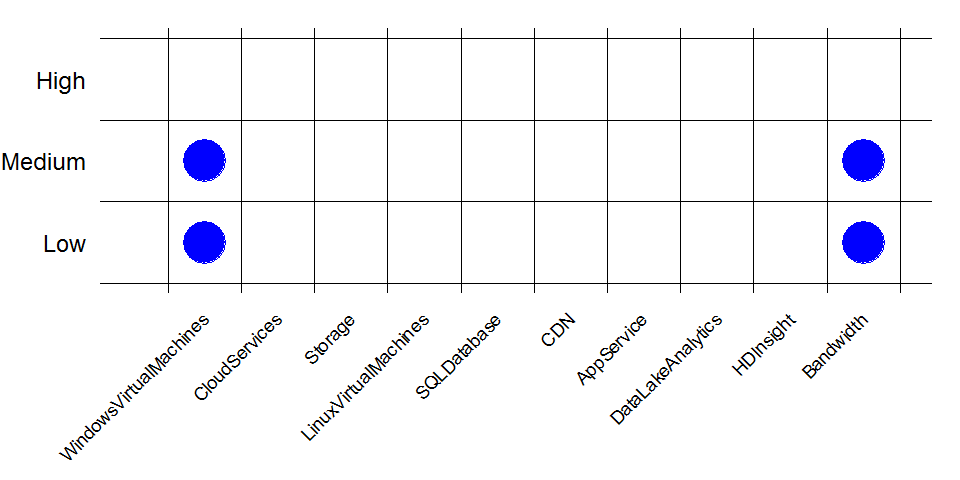 High
Medium
Low
WindowsVirtualMachines
CloudServices
Storage
LinuxVirtualMachines
SQLDatabase
CDN
AppService
DataLakeAnalytics
HDInsight
Bandwidth